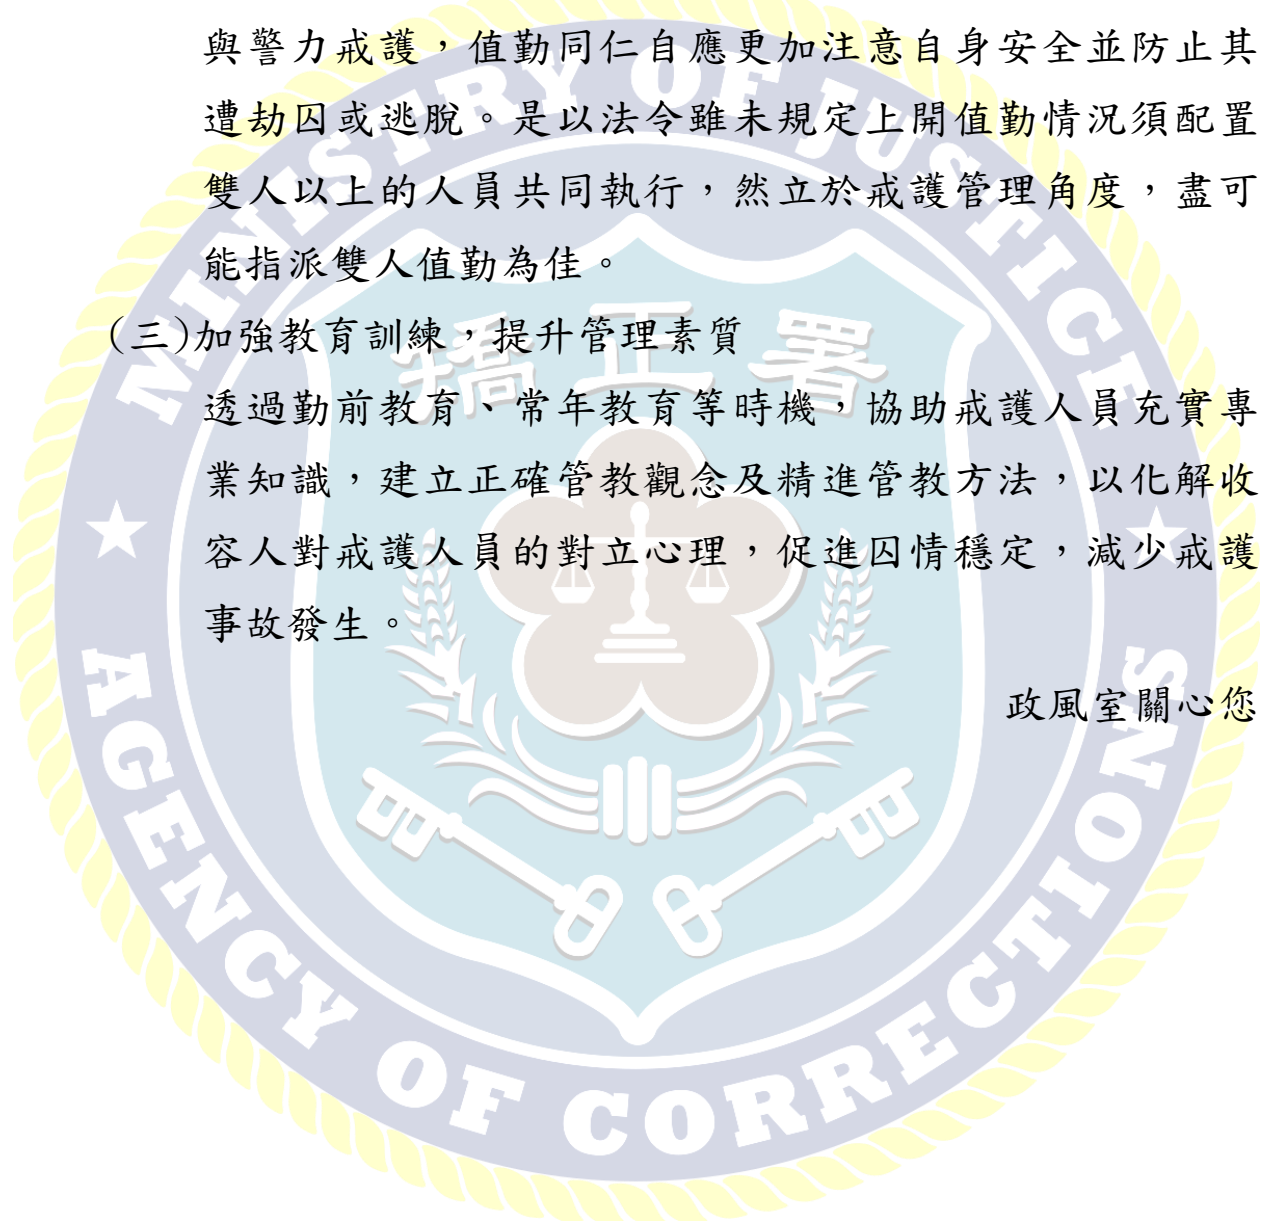 與警力戒護，值勤同仁自應更加注意自身安全並防止其
遭劫囚或逃脫。是以法令雖未規定上開值勤情況須配置
雙人以上的人員共同執行，然立於戒護管理角度，盡可
能指派雙人值勤為佳。
(三)加強教育訓練，提升管理素質
透過勤前教育、常年教育等時機，協助戒護人員充實專
業知識，建立正確管教觀念及精進管教方法，以化解收
容人對戒護人員的對立心理，促進囚情穩定，減少戒護
事故發生。
政風室關心您
MINISTRY OF JUSTICE
矯正署
AGENCY OF CORRECTIONS